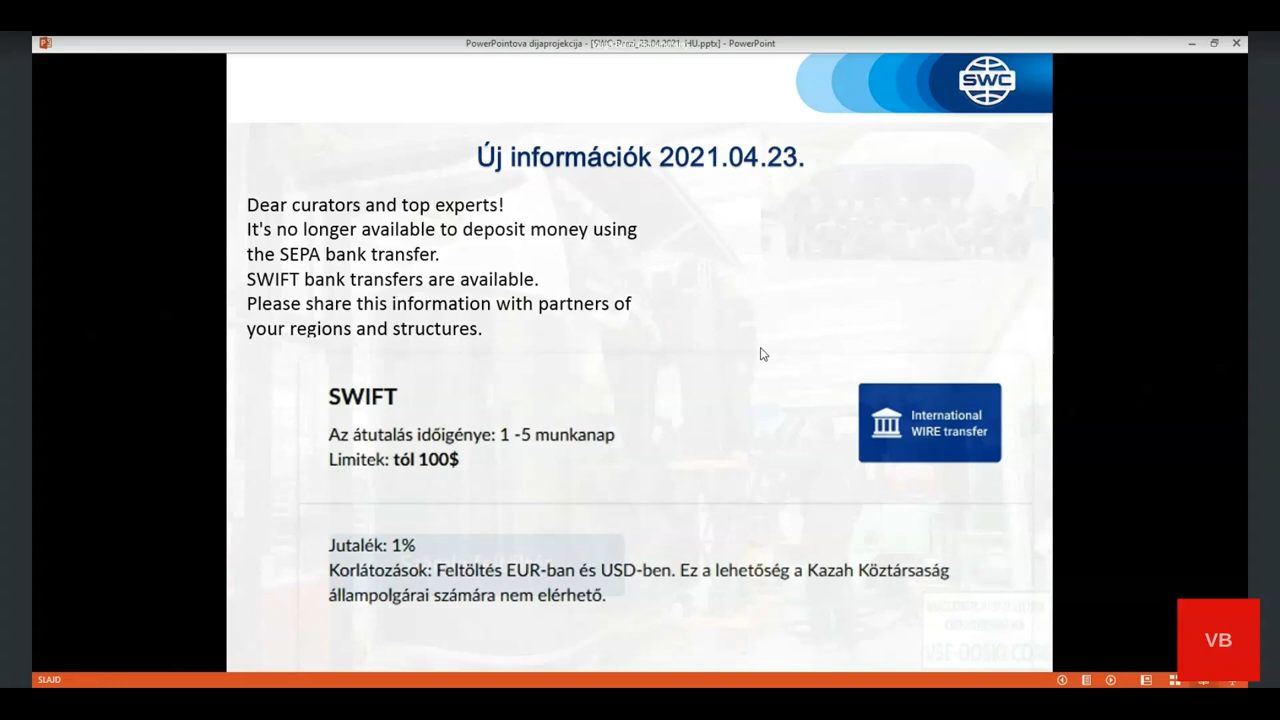 PowerPointova dijaprojekcija - [SWC-Prezi_23.04.2021. HU.pptx] - PowerPoint
SWC
Új információk 2021.04.23.
Dear curators and top experts!
It's no longer available to deposit money using
the SEPA bank transfer.
SWIFT bank transfers are available.
Please share this information with partners of
your regions and structures.
SWIFT
Az átutalás időigénye: 1 -5 munkanap
Limitek: tól 100$
International
WIRE transfer
Jutalék: 1%
Korlátozások: Feltöltés EUR-ban és USD-ben. Ez a lehetőség a Kazah Köztársaság
állampolgárai számára nem elérhető.
VSE-DOSKI.COM
VB
SLAJD